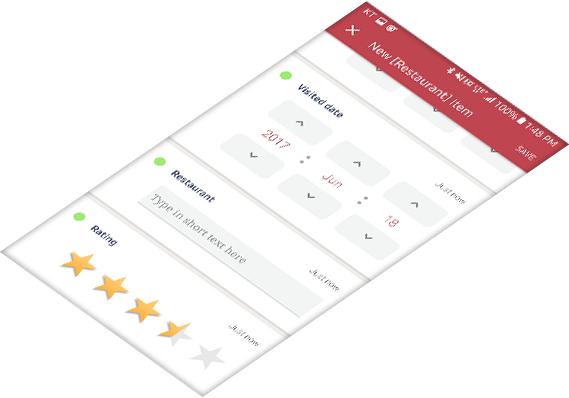 KT 100% 1:48 PM
New [Restaurant] Item
SAVE
Just now
Visited date
2017 : Jun : 18
Just now
Restaurant
Type in short text here
Just now
Rating